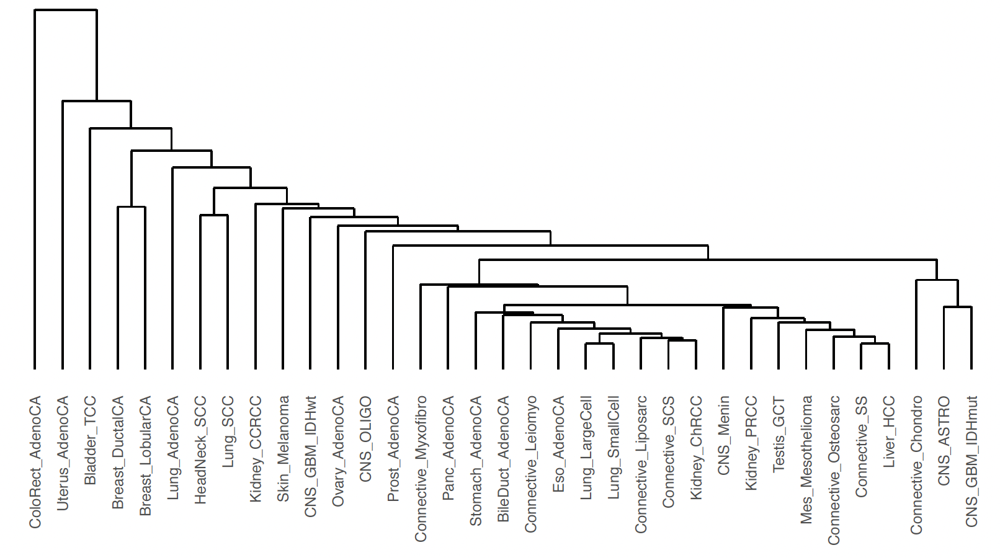 ColoRect_AdenoCA
Uterus_AdenoCA
Bladder_TCC
Breast_DuctalCA
Breast_LobularCA
Lung_AdenoCA
HeadNeck_SCC
Lung_SCC
Kidney_CCRCC
Skin_Melanoma
CNS_GBM_IDHwt
Ovary_AdenoCA
CNS_OLIGO
Prost_AdenoCA
Connective_Myxofibro
Panc_AdenoCA
Stomach_AdenoCA
BileDuct_AdenoCA
Connective_Leiomyo
Eso_AdenoCA
Lung_LargeCell
Lung_SmallCell
Connective_Liposarc
Connective_SCS
Kidney_ChRCC
CNS_Menin
Kidney_PRCC
Testis_GCT
Mes_Mesothelioma
Connective_Osteosarc
Connective_SS
Liver_HCC
Connective_Chondro
CNS_ASTRO
CNS_GBM_IDHmut